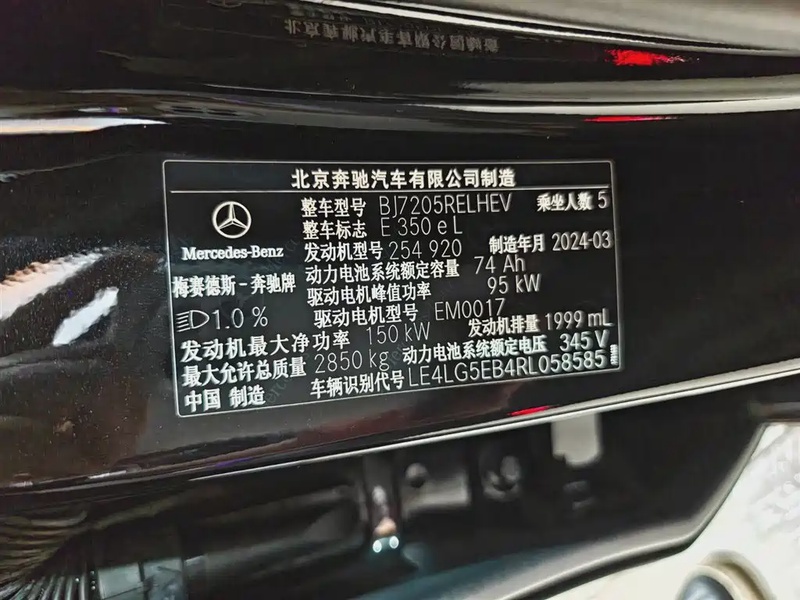 北京奔驰汽车有限公司制造
整车型号 BJ7205RELHEV 乘坐人数 5
整车标志 E 350 e L
发动机型号 254 920 制造年月 2024-03
Mercedes-Benz
动力电池系统额定容量 74 Ah
梅赛德斯-奔驰牌
驱动电机峰值功率 95 kW
1.0 %
驱动电机型号 EM0017
发动机最大净功率 150 kW 发动机排量 1999 mL
最大允许总质量 2850 kg 动力电池系统额定电压 345 V
中国 制造 车辆识别代号 LE4LG5EB4RL058585